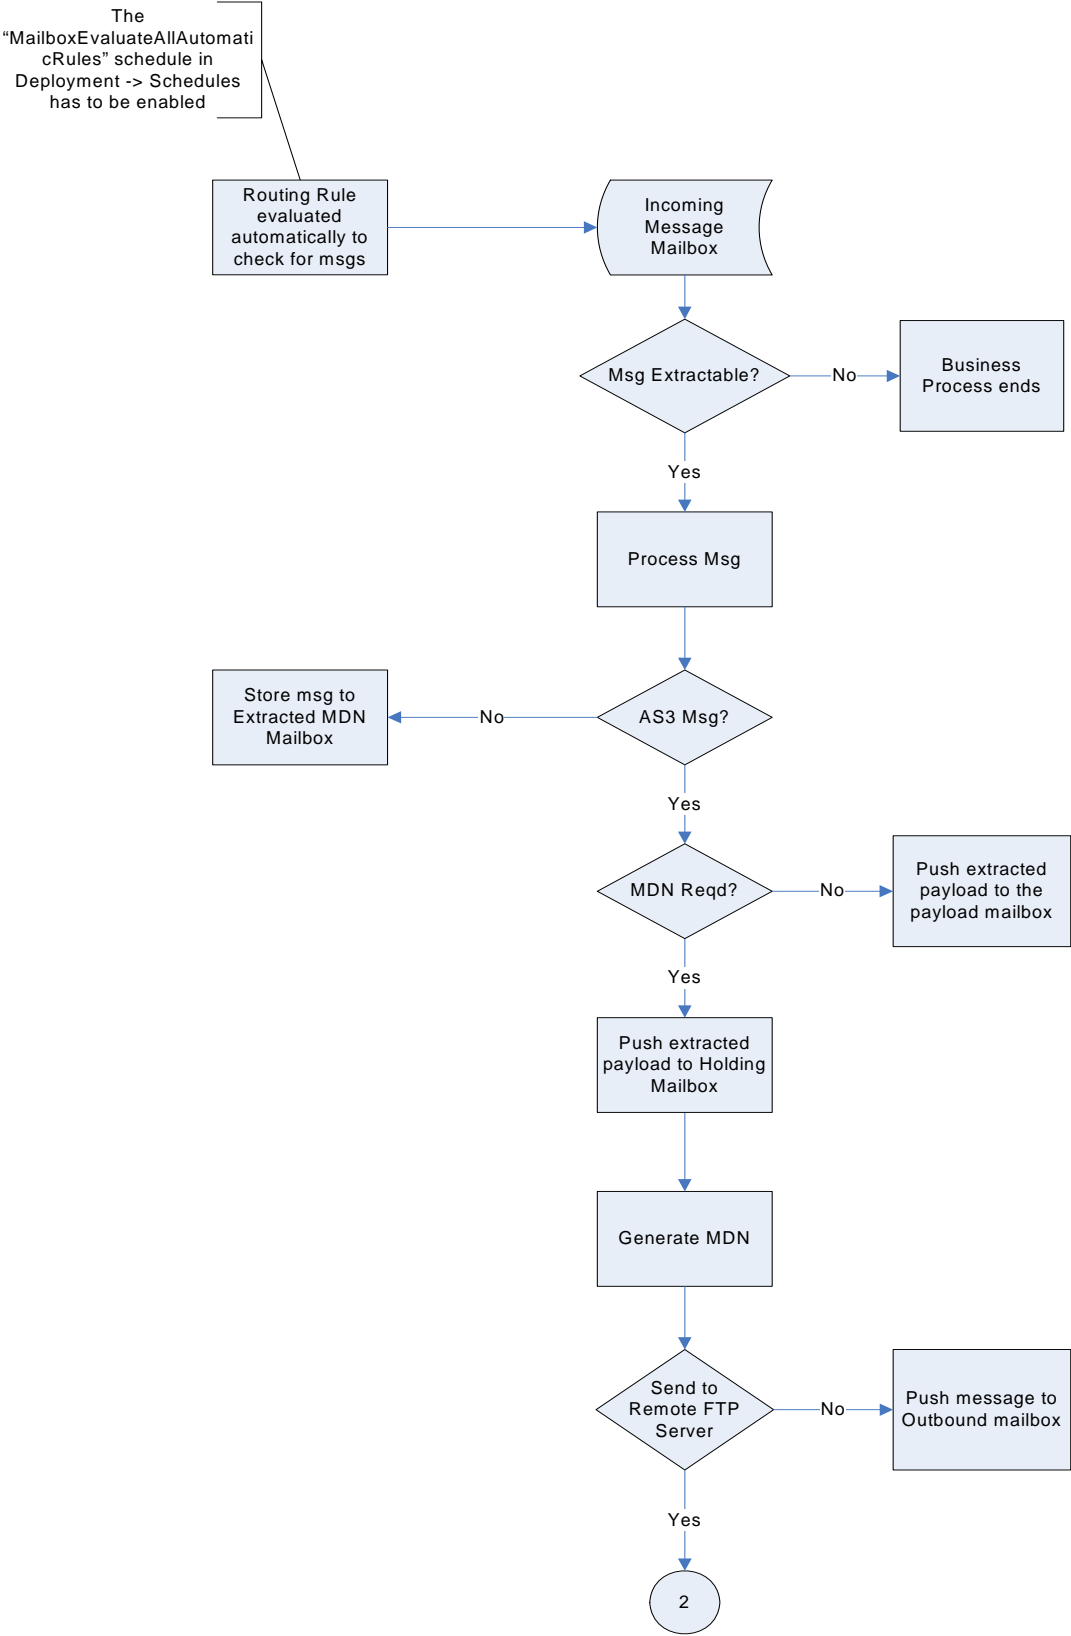 The
“MailboxEvaluateAllAutomati
cRules” schedule in
Deployment -> Schedules
has to be enabled
Routing Rule
evaluated
automatically to
check for msgs
Incoming
Message
Mailbox
Msg Extractable?
No
Business
Process ends
Yes
Process Msg
Store msg to
Extracted MDN
Mailbox
No
AS3 Msg?
Yes
MDN Reqd?
No
Push extracted
payload to the
payload mailbox
Yes
Push extracted
payload to Holding
Mailbox
Generate MDN
Send to
Remote FTP
Server
No
Push message to
Outbound mailbox
Yes
2